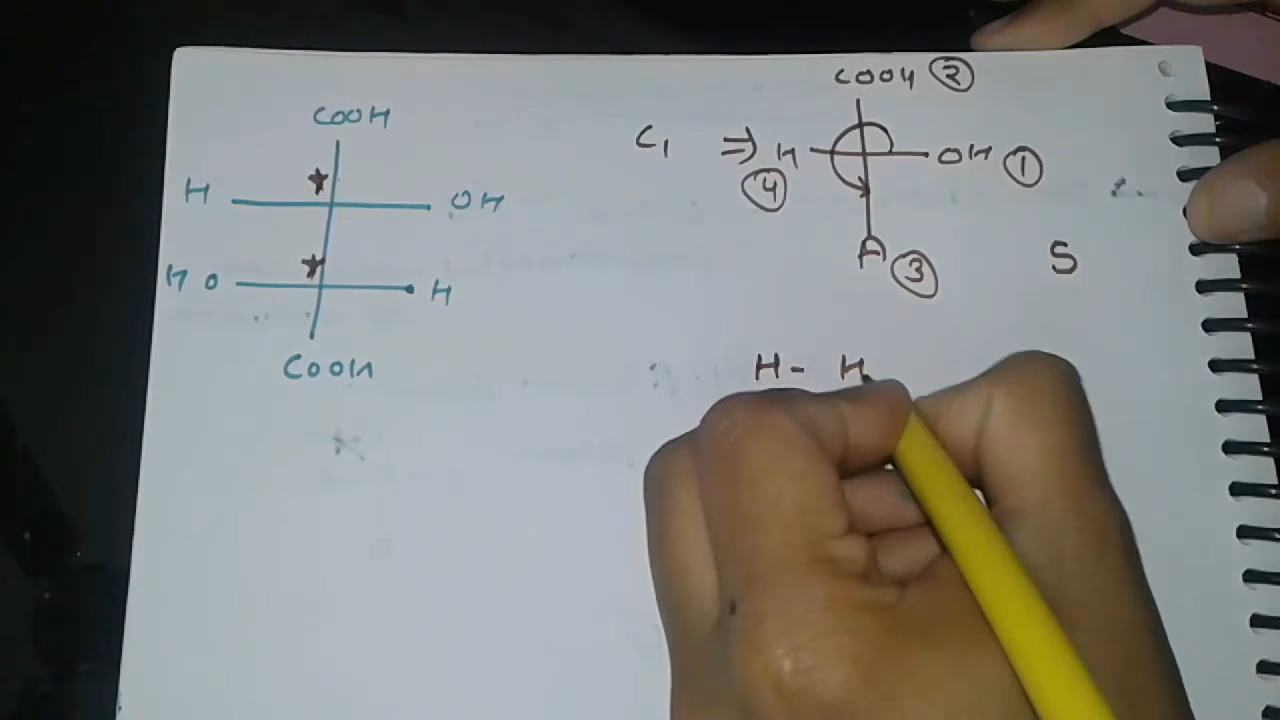 COOH
H OH
HO H
COOH
C1 ⇒
COOH ②
H ④ OH ①
A ③
S
H - H